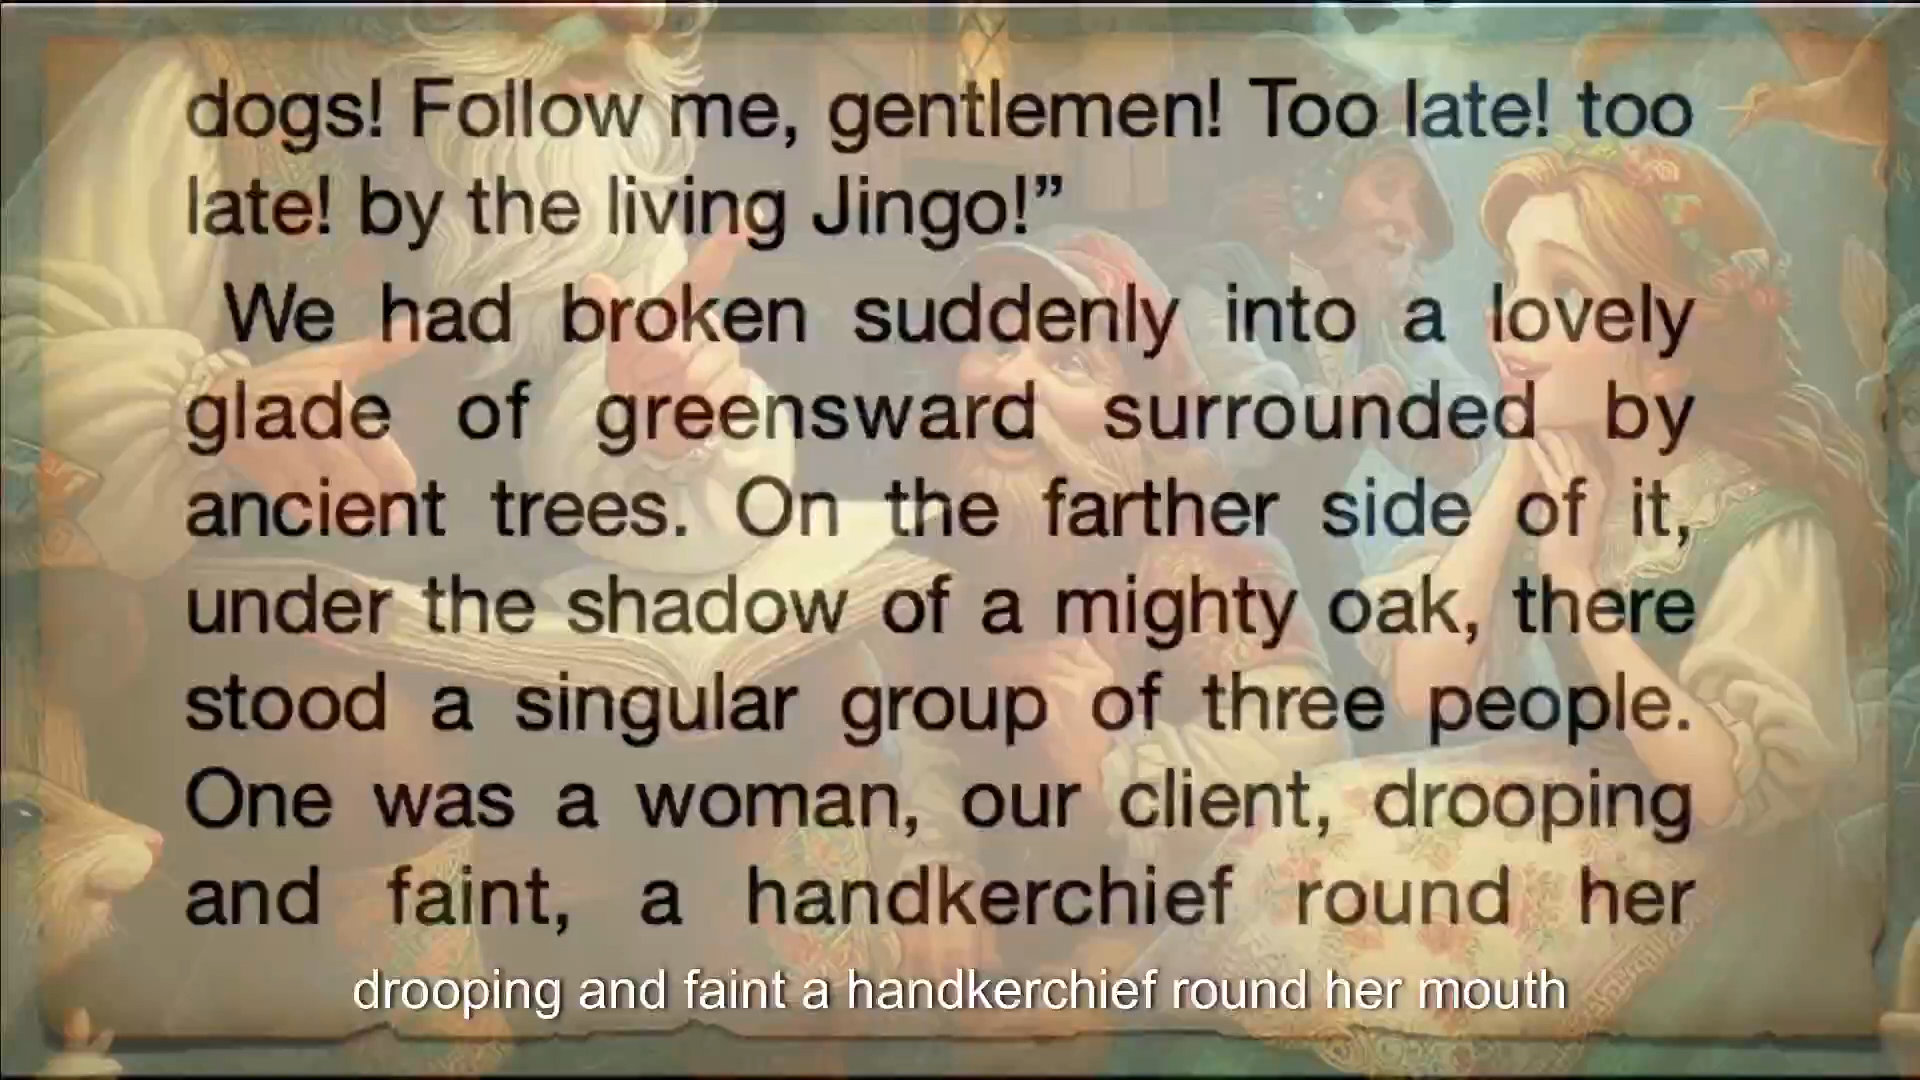 dogs! Follow me, gentlemen! Too late! too
late! by the living Jingo!”
We had broken suddenly into a lovely
glade of greensward surrounded by
ancient trees. On the farther side of it,
under the shadow of a mighty oak, there
stood a singular group of three people.
One was a woman, our client, drooping
and faint, a handkerchief round her
drooping and faint a handkerchief round her mouth